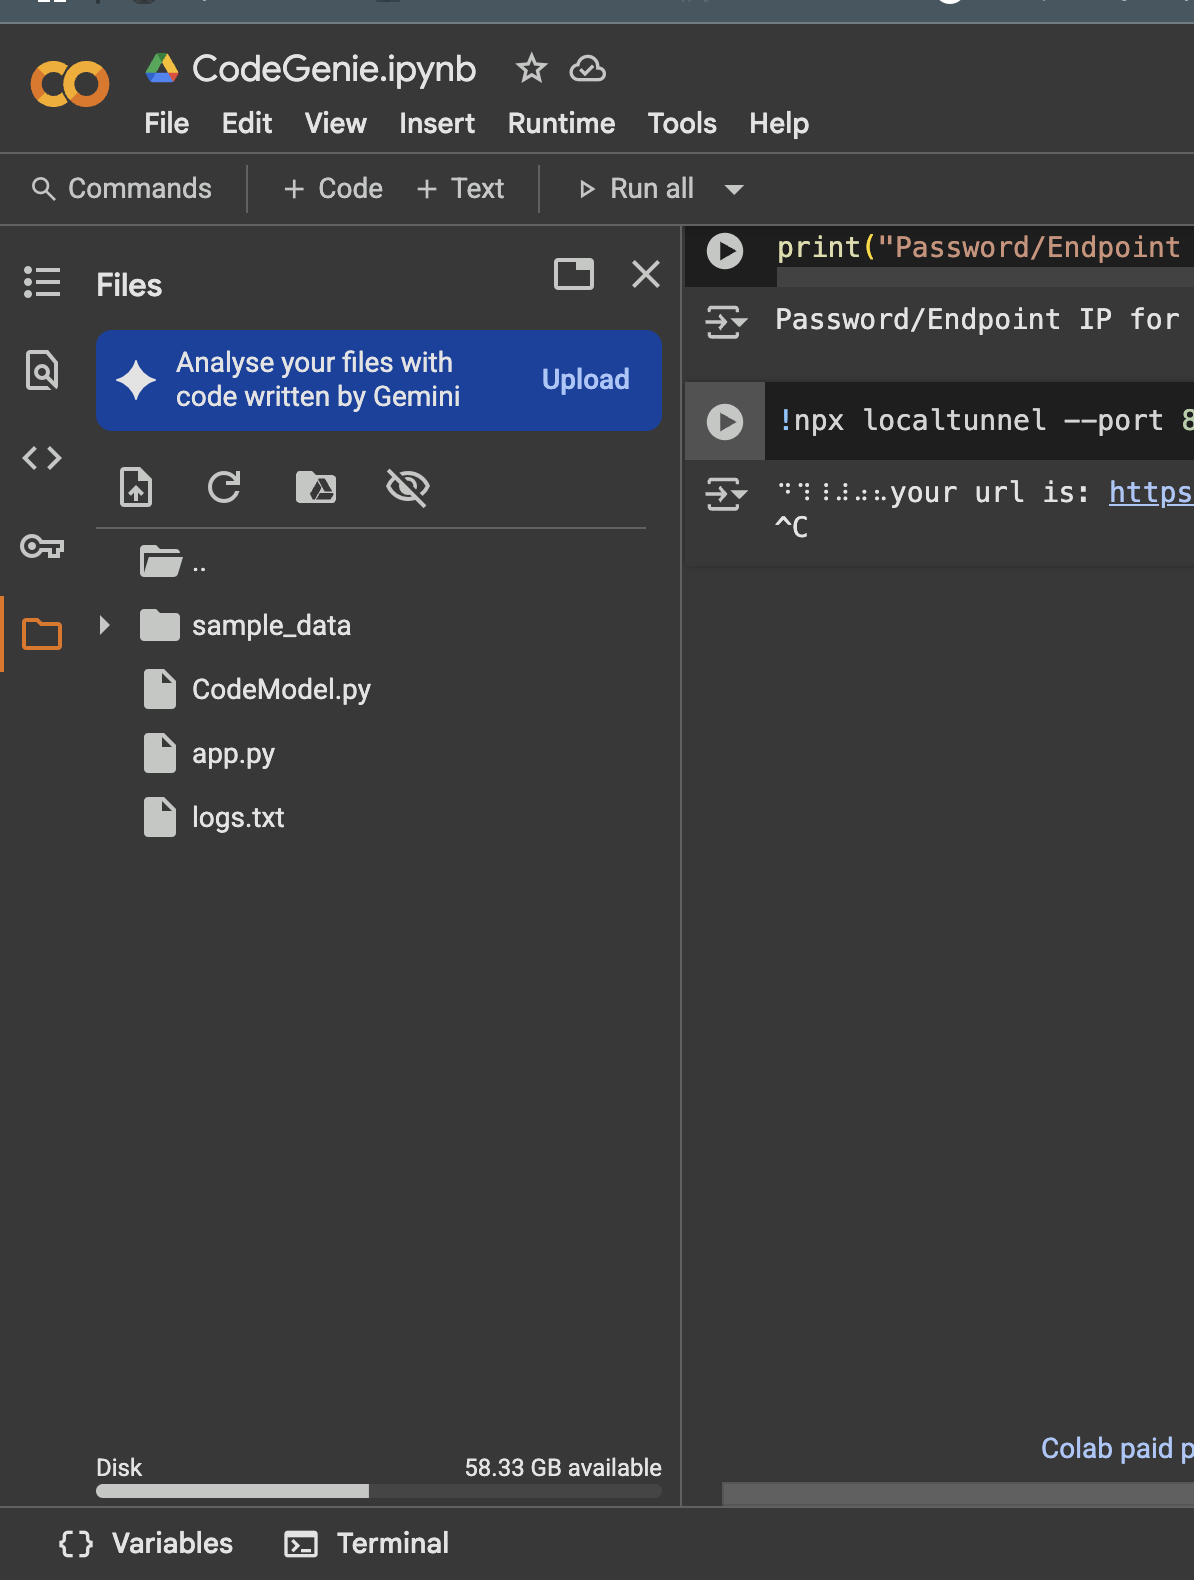 CodeGenie.ipynb
File Edit View Insert Runtime Tools Help
Commands + Code + Text Run all
Files
Analyse your files with
code written by Gemini
Upload
..
sample_data
CodeModel.py
app.py
logs.txt
Disk 58.33 GB available
print("Password/Endpoint
Password/Endpoint IP for
!npx localtunnel --port 8
your url is: https
^C
Colab paid p
{} Variables Terminal